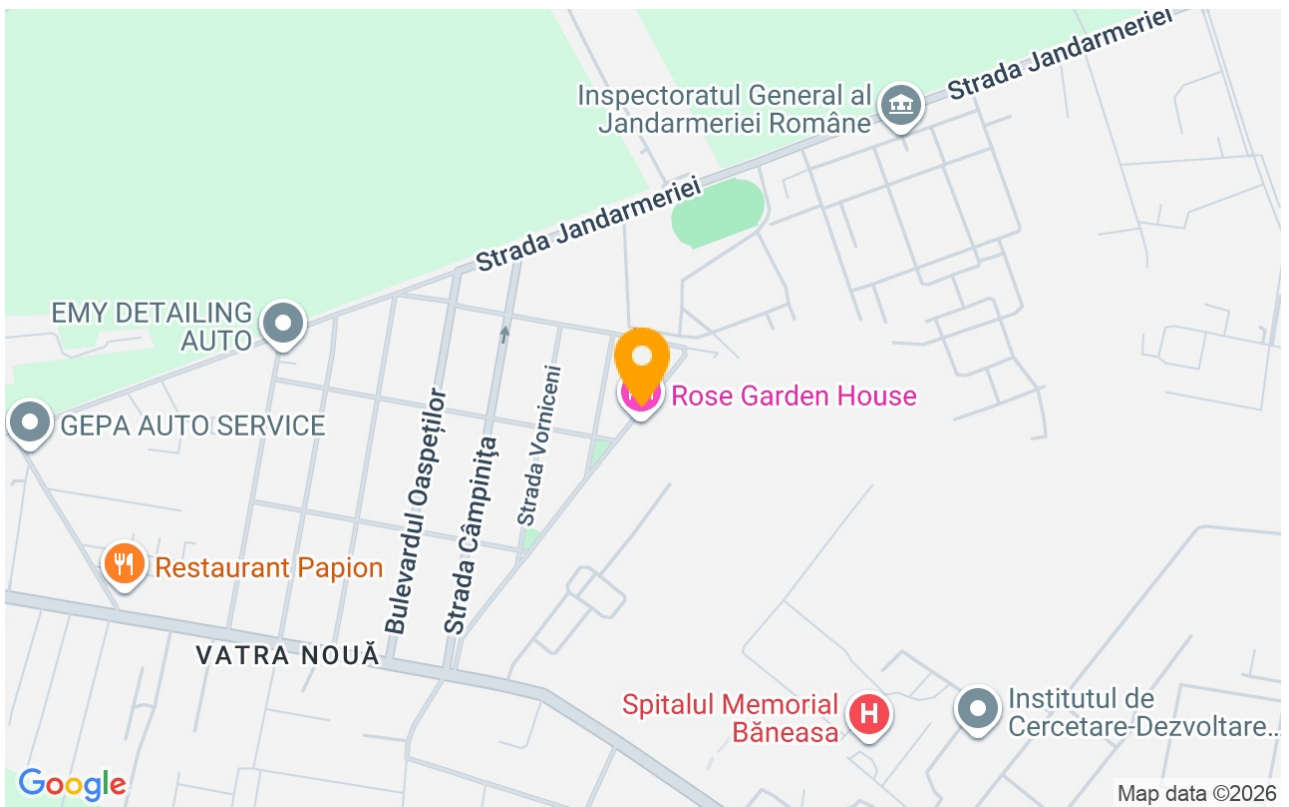 Strada Jandarmeriei
Inspectoratul General al
Jandarmeriei Române
Strada Jandarmeriei
EMY DETAILING
AUTO
Rose Garden House
GEPA AUTO SERVICE
Bulevardul Oaspeților
Strada Câmpinița
Strada Vorniceni
Restaurant Papion
VATRA NOUĂ
Spitalul Memorial
Băneasa
H
Institutul de
Cercetare-Dezvoltare...
Google
Map data ©2026